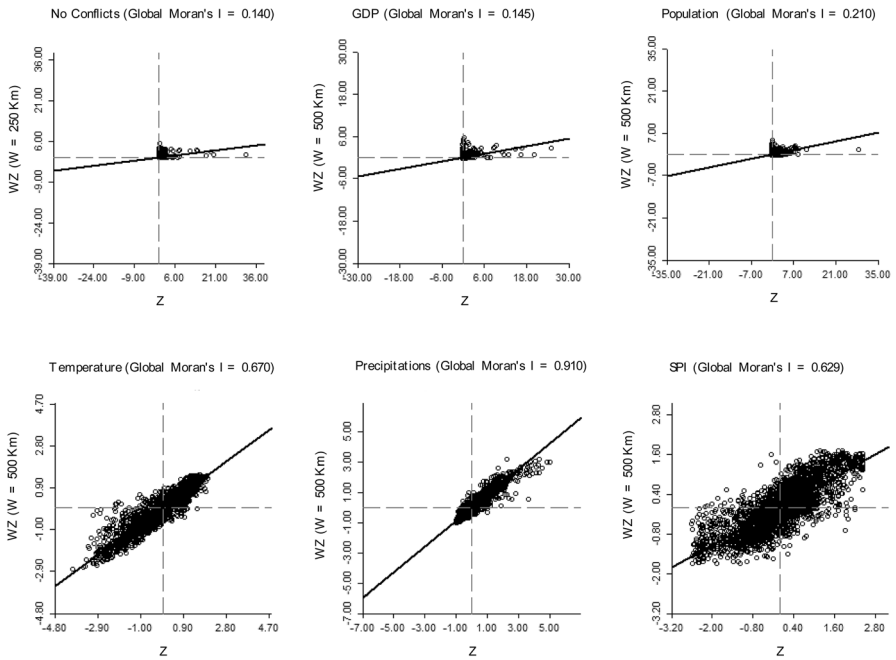 No Conflicts (Global Moran's I = 0.140)
GDP (Global Moran's I = 0.145)
Population (Global Moran's I = 0.210)
WZ (W = 250 Km)
36.00
21.00
6.00
-9.00
-24.00
-39.00
-39.00 -24.00 -9.00 6.00 21.00 36.00
Z
WZ (W = 500 Km)
30.00
18.00
6.00
-6.00
-18.00
-30.00
-30.00 -18.00 -6.00 6.00 18.00 30.00
Z
WZ (W = 500 Km)
35.00
21.00
7.00
-7.00
-21.00
-35.00
-35.00 -21.00 -7.00 7.00 21.00 35.00
Z
Temperature (Global Moran's I = 0.670)
Precipitations (Global Moran's I = 0.910)
SPI (Global Moran's I = 0.629)
WZ (W = 500 Km)
4.70
2.80
0.90
-1.00
-2.90
-4.80
-4.80 -2.90 -1.00 0.90 2.80 4.70
Z
WZ (W = 500 Km)
5.00
3.00
1.00
-1.00
-3.00
-5.00
-7.00
-7.00 -5.00 -3.00 -1.00 1.00 3.00 5.00
Z
WZ (W = 500 Km)
2.80
1.60
0.40
-0.80
-2.00
-3.20
-3.20 -2.00 -0.80 0.40 1.60 2.80
Z